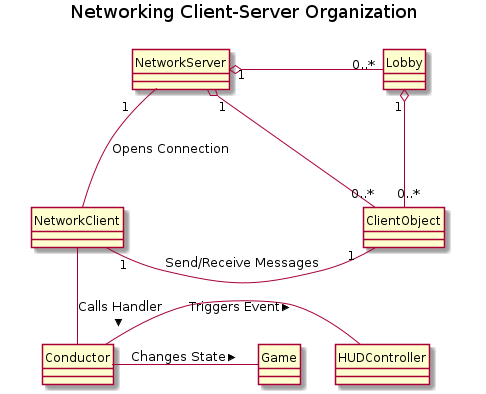 Networking Client-Server Organization
NetworkServer
Lobby
1
0..*
1
1
1
Opens Connection
0..*
0..*
NetworkClient
ClientObject
1
Send/Receive Messages
1
Calls Handler
Triggers Event
Conductor
Changes State
Game
HUDController